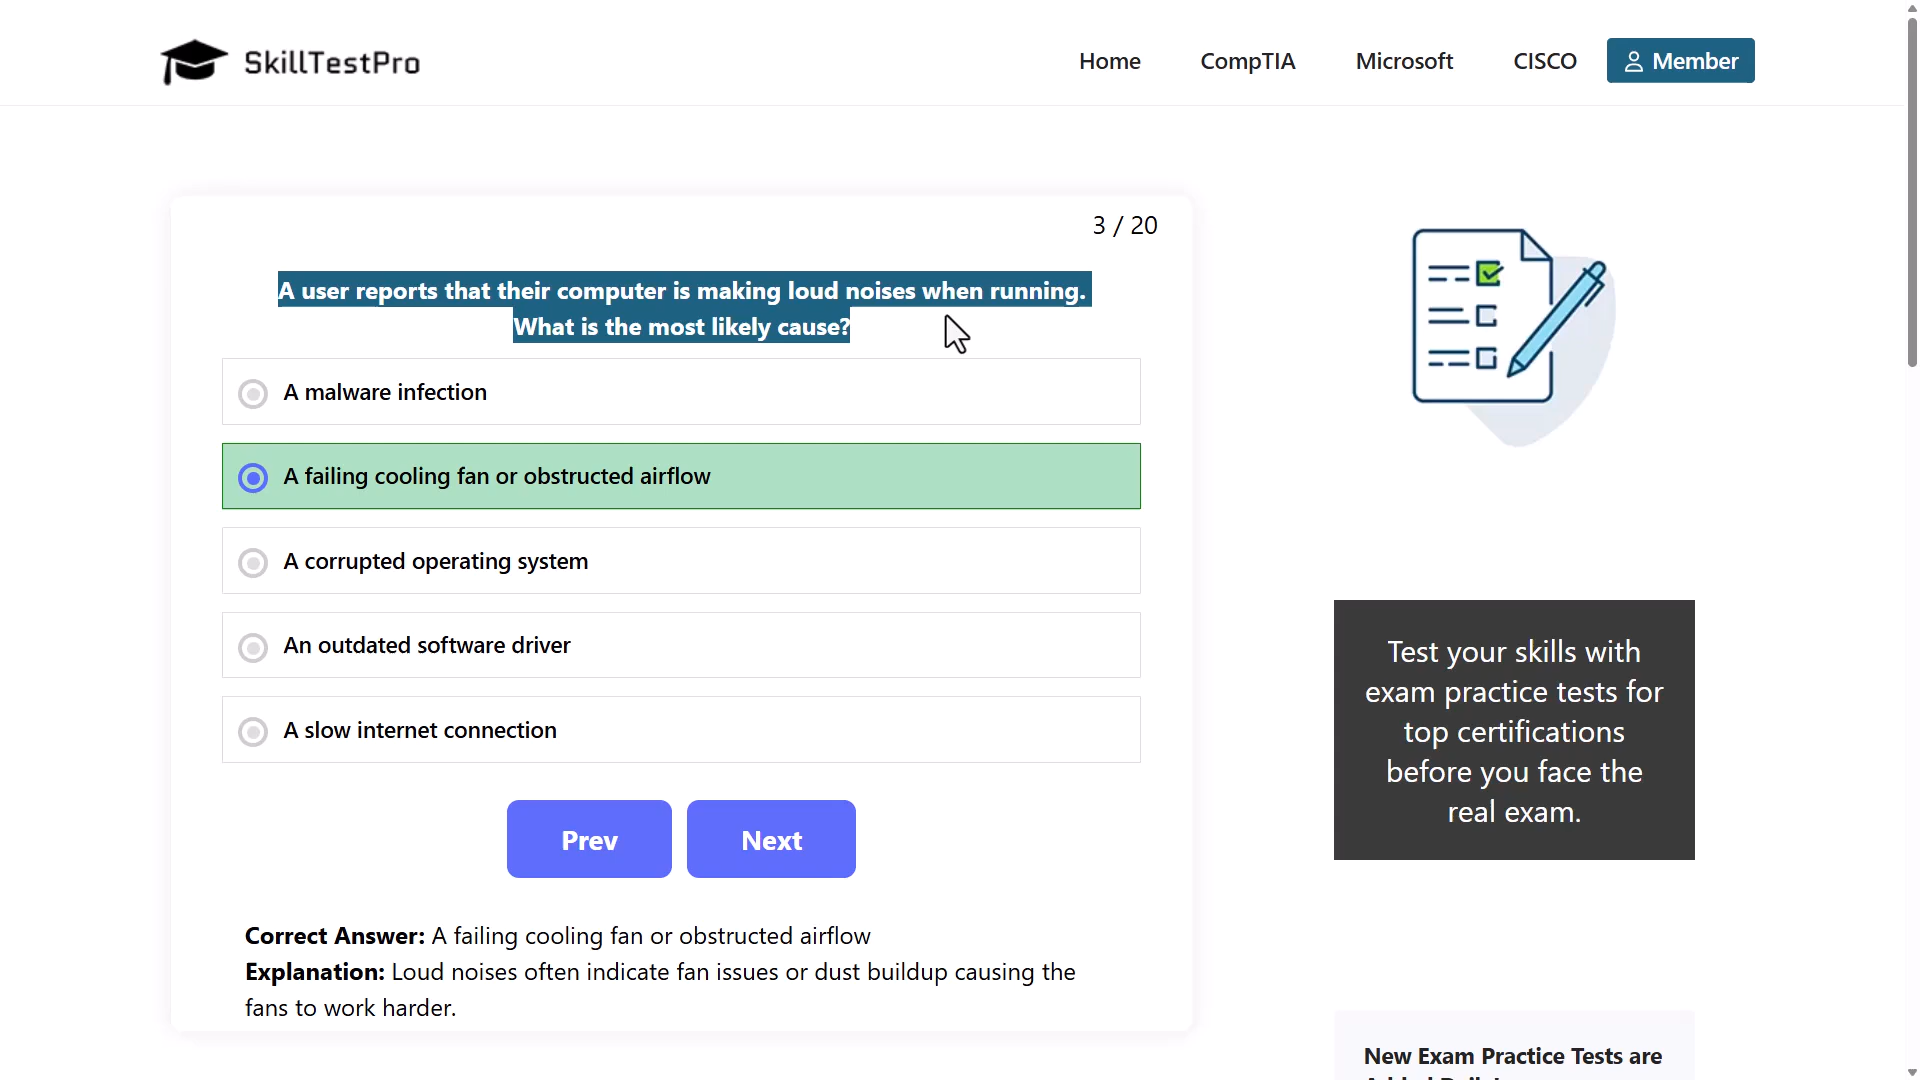 SkillTestPro
Home CompTIA Microsoft CISCO Member
3 / 20
A user reports that their computer is making loud noises when running.
What is the most likely cause?
A malware infection
A failing cooling fan or obstructed airflow
A corrupted operating system
An outdated software driver
A slow internet connection
Prev Next
Correct Answer: A failing cooling fan or obstructed airflow
Explanation: Loud noises often indicate fan issues or dust buildup causing the
fans to work harder.
Test your skills with
exam practice tests for
top certifications
before you face the
real exam.
New Exam Practice Tests are